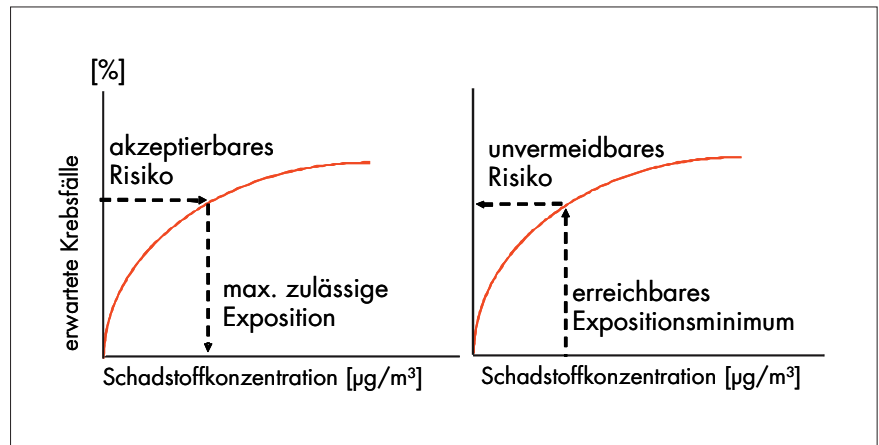 [%]
erwartete Krebsfälle
akzeptierbares
Risiko
max. zulässige
Exposition
Schadstoffkonzentration [µg/m³]
unvermeidbares
Risiko
erreichbares
Expositionsminimum
Schadstoffkonzentration [µg/m³]